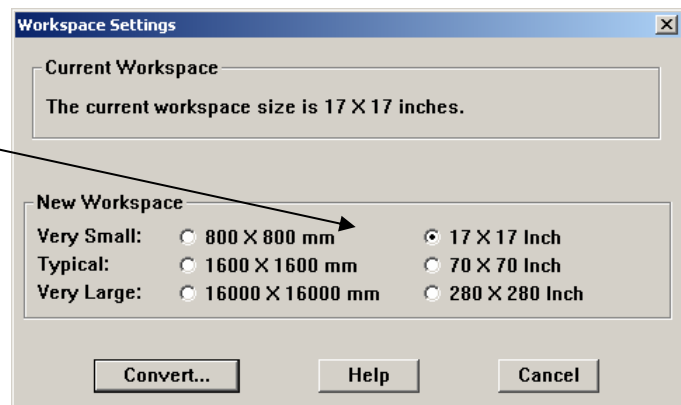 Workspace Settings
Current Workspace
The current workspace size is 17 X 17 inches.
New Workspace
Very Small: 800 X 800 mm 17 X 17 Inch
Typical: 1600 X 1600 mm 70 X 70 Inch
Very Large: 16000 X 16000 mm 280 X 280 Inch
Convert... Help Cancel